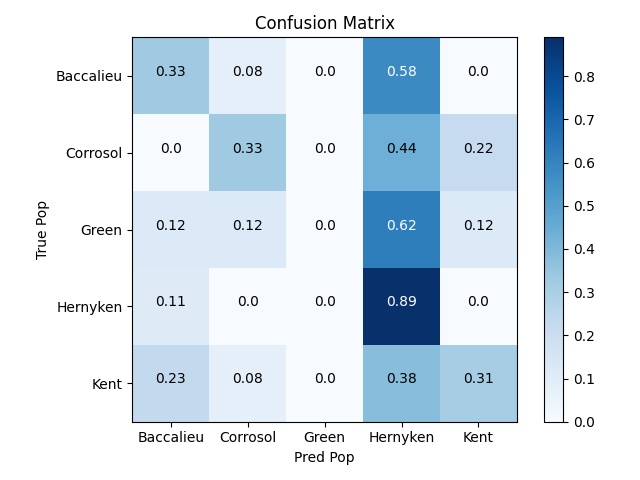 Confusion Matrix
Baccalieu 0.33 0.08 0.0 0.58 0.0
Corrosol 0.0 0.33 0.0 0.44 0.22
Green 0.12 0.12 0.0 0.62 0.12
Hernyken 0.11 0.0 0.0 0.89 0.0
Kent 0.23 0.08 0.0 0.38 0.31
Baccalieu Corrosol Green Hernyken Kent
Pred Pop
True Pop
0.8
0.7
0.6
0.5
0.4
0.3
0.2
0.1
0.0